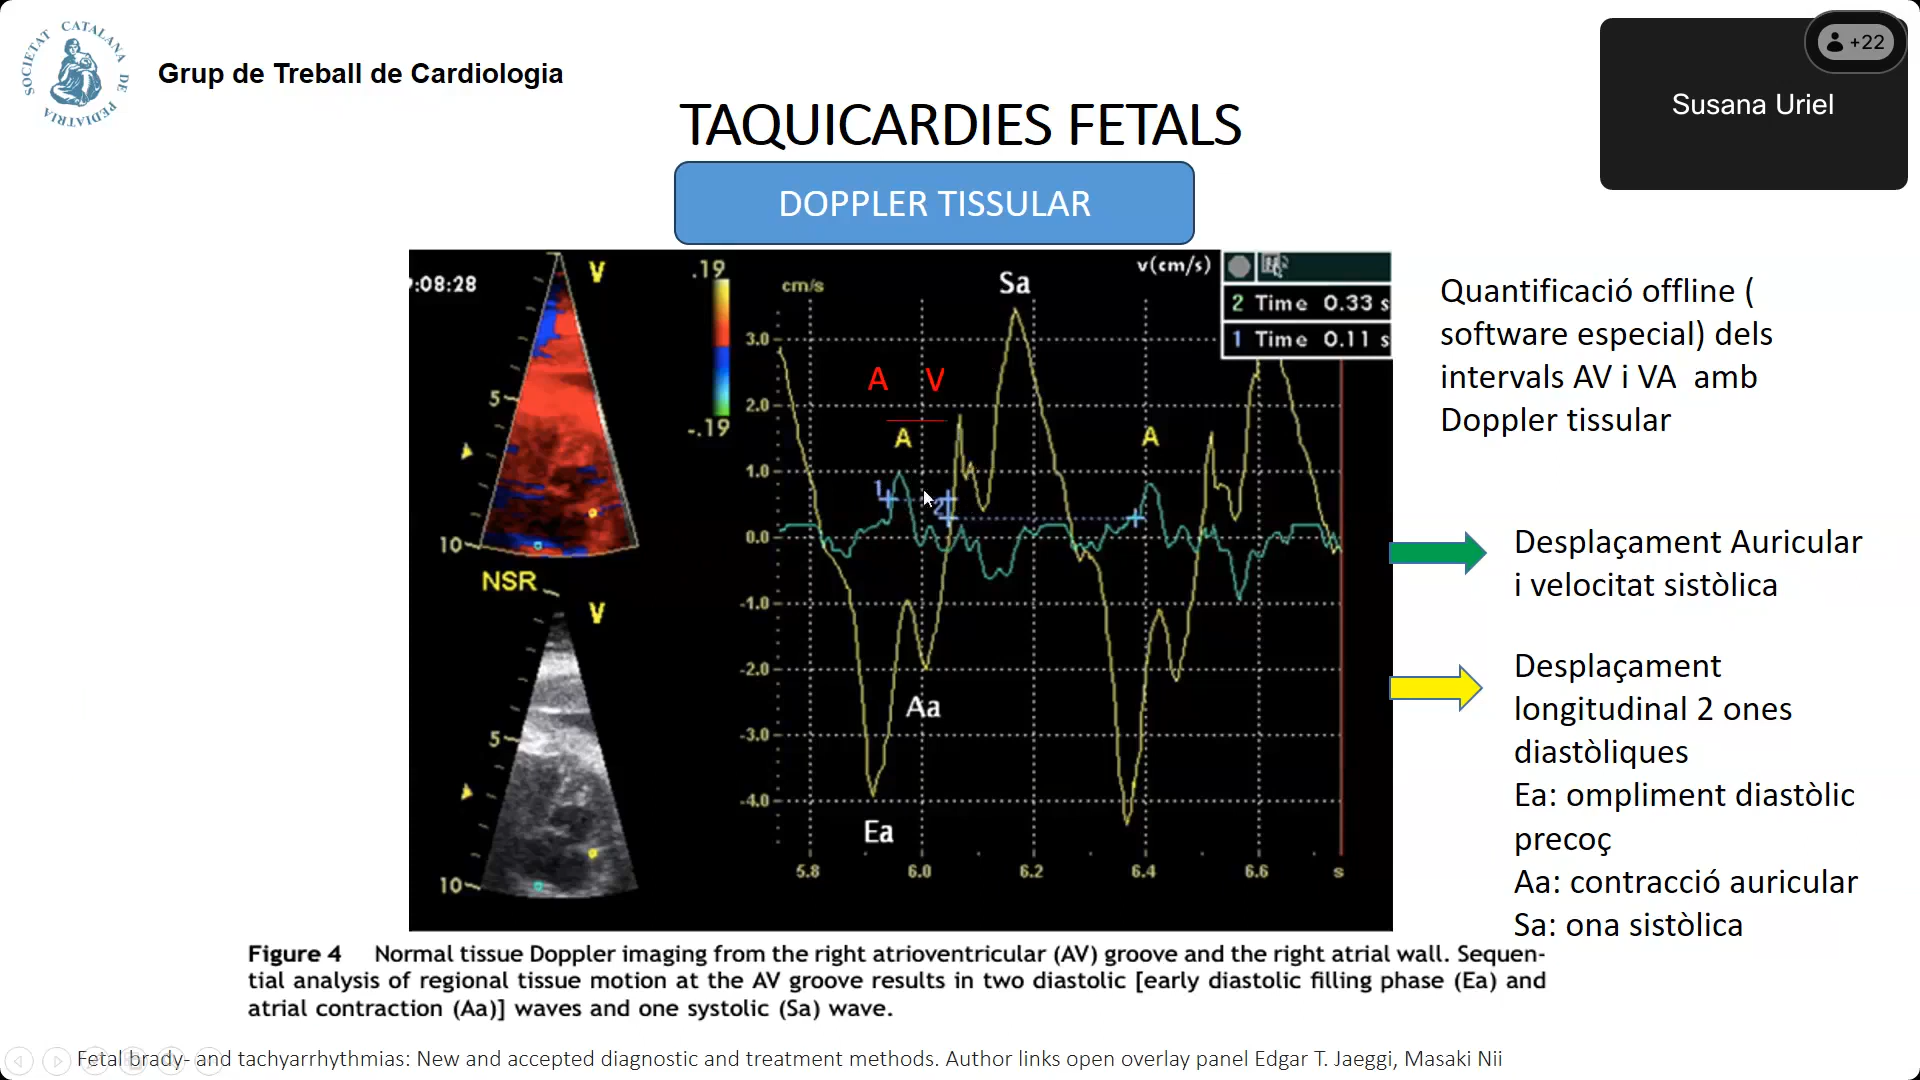 SOCIETAT CATALANA DE PEDIATRIA
Grup de Treball de Cardiologia
+22
Susana Uriel
TAQUICARDIES FETALS
DOPPLER TISSULAR
:08:28
V
.19
-.19
5
10
NSR
V
5
10
cm/s
v(cm/s)
2 Time 0.33 s
1 Time 0.11 s
Sa
3.0
A V
2.0
A
A
1.0
1
2
0.0
-1.0
-2.0
Aa
-3.0
-4.0
Ea
5.8 6.0 6.2 6.4 6.6 s
Quantificació offline (
software especial) dels
intervals AV i VA amb
Doppler tissular
Desplaçament Auricular
i velocitat sistòlica
Desplaçament
longitudinal 2 ones
diastòliques
Ea: ompliment diastòlic
precoç
Aa: contracció auricular
Sa: ona sistòlica
Figure 4 Normal tissue Doppler imaging from the right atrioventricular (AV) groove and the right atrial wall. Sequen-
tial analysis of regional tissue motion at the AV groove results in two diastolic [early diastolic filling phase (Ea) and
atrial contraction (Aa)] waves and one systolic (Sa) wave.
Fetal brady- and tachyarrhythmias: New and accepted diagnostic and treatment methods. Author links open overlay panel Edgar T. Jaeggi, Masaki Nii